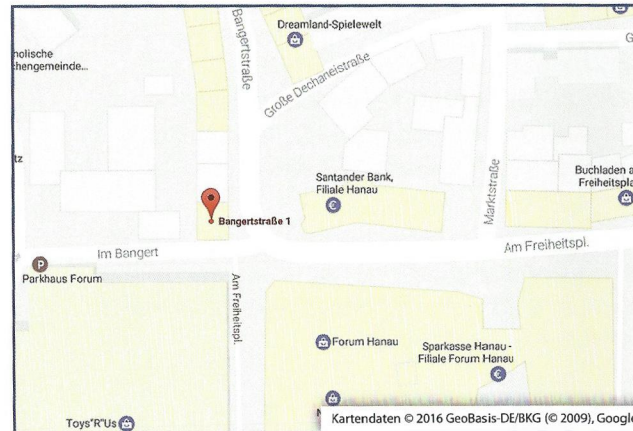 Dreamland-Spielewelt
Bangertstraße
nolische
chengemeinde...
Große Dechaneistraße
tz
Santander Bank,
Filiale Hanau
Marktstraße
Buchladen a
Freiheitspla
Bangertstraße 1
Im Bangert
Am Freiheitspl.
P
Parkhaus Forum
Am Freiheitspl.
Forum Hanau
Sparkasse Hanau -
Filiale Forum Hanau
Toys"R"Us
Kartendaten © 2016 GeoBasis-DE/BKG (© 2009), Google